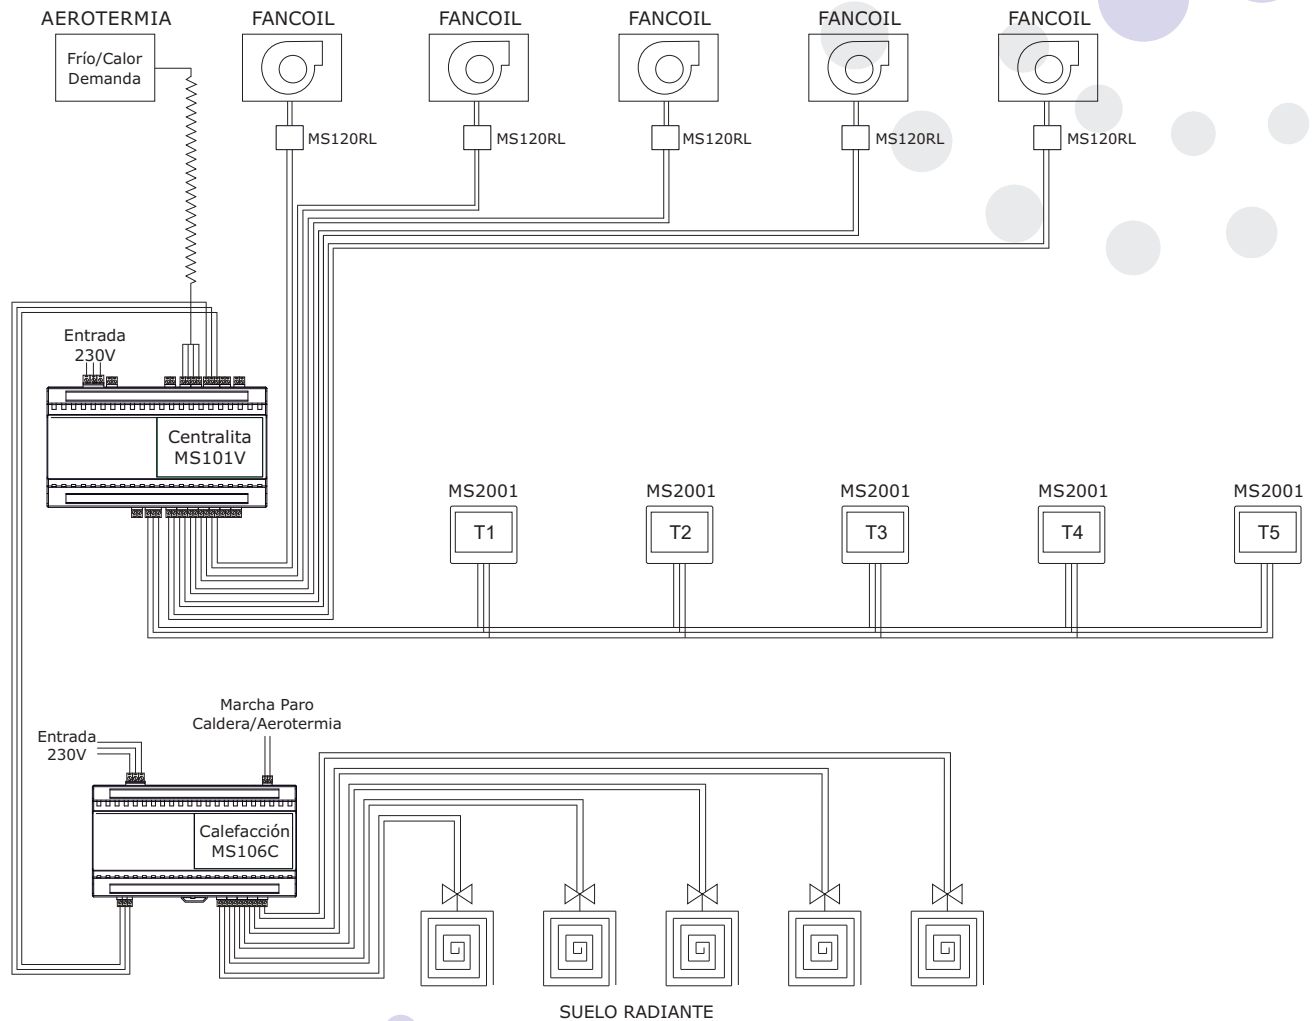 AEROTERMIA
FANCOIL
FANCOIL
FANCOIL
FANCOIL
FANCOIL
Frío/Calor
Demanda
MS120RL
MS120RL
MS120RL
MS120RL
MS120RL
Entrada
230V
Centralita
MS101V
MS2001
MS2001
MS2001
MS2001
MS2001
T1
T2
T3
T4
T5
Marcha Paro
Caldera/Aerotermia
Entrada
230V
Calefacción
MS106C
SUELO RADIANTE